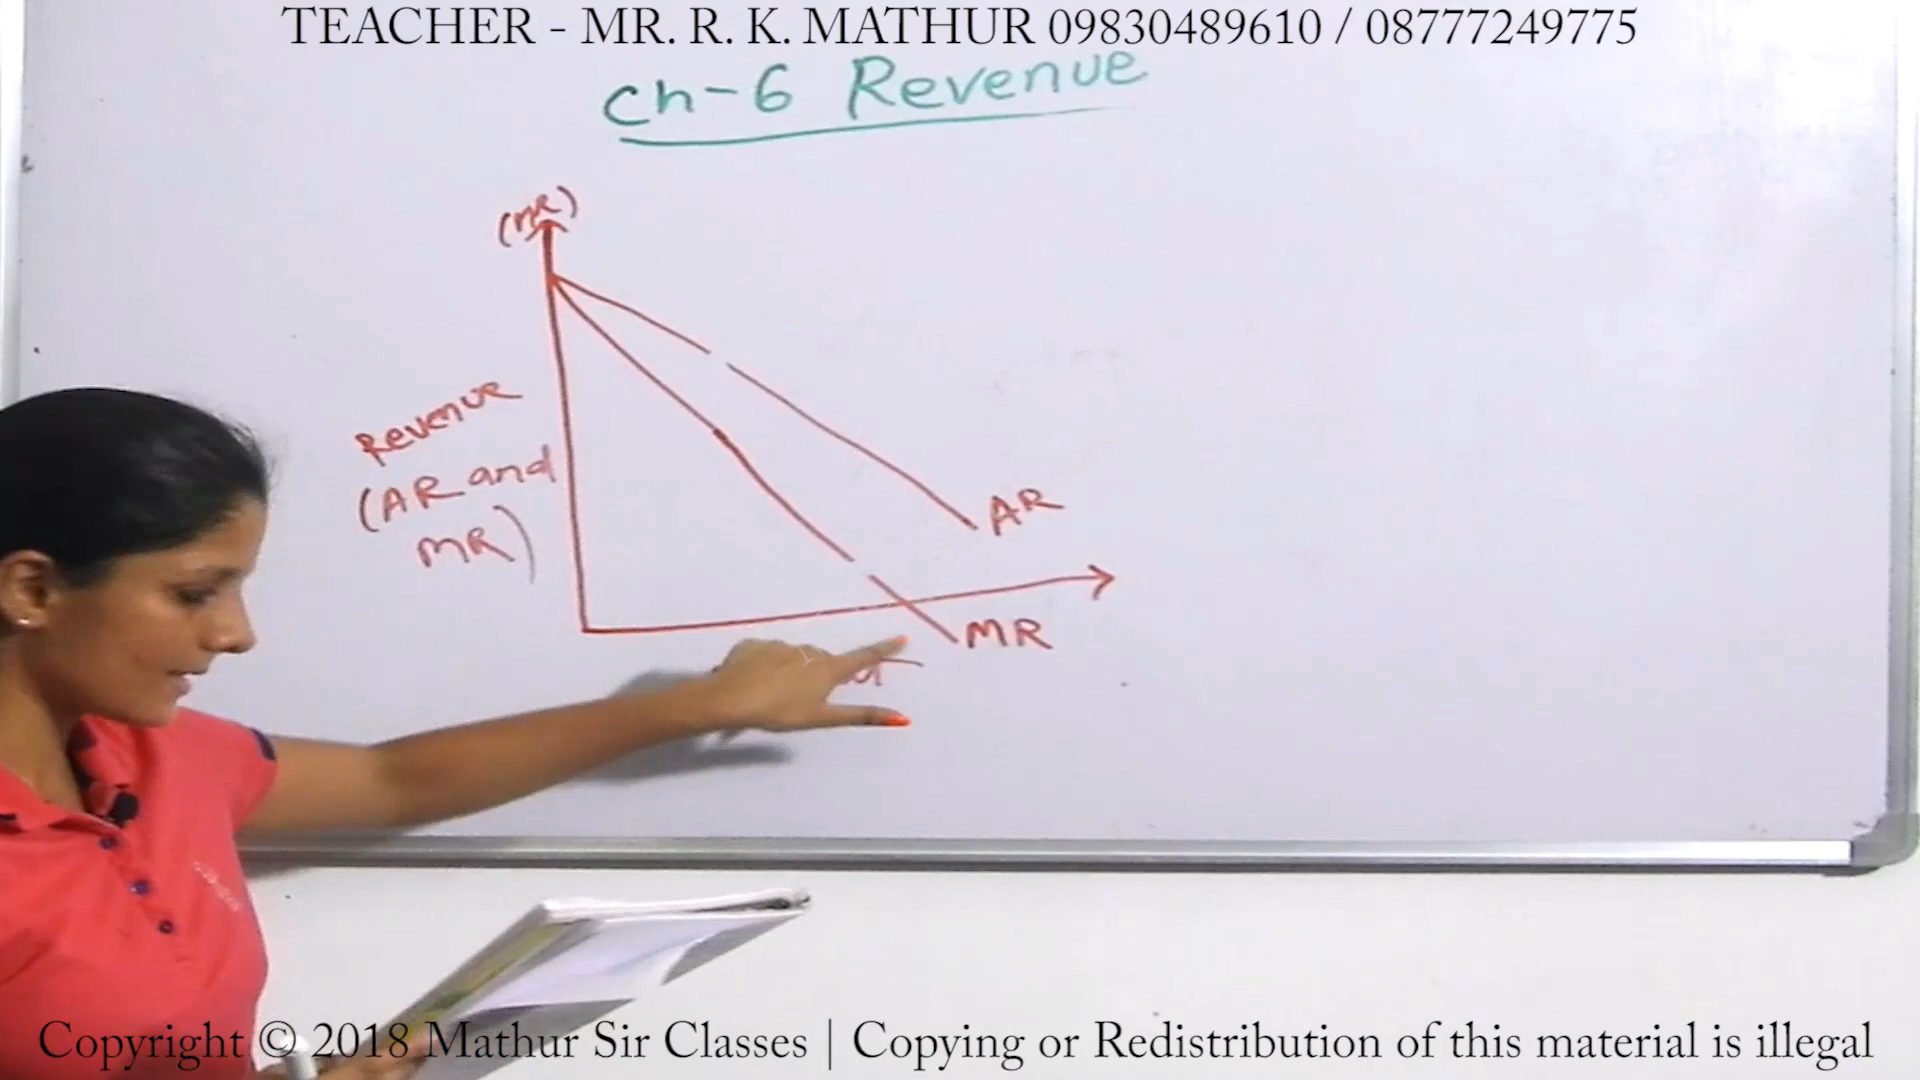 TEACHER - MR. R. K. MATHUR 09830489610 / 08777249775
Ch-6 Revenue
Revenue
(AR and
MR)
AR
MR
Copyright © 2018 Mathur Sir Classes | Copying or Redistribution of this material is illegal